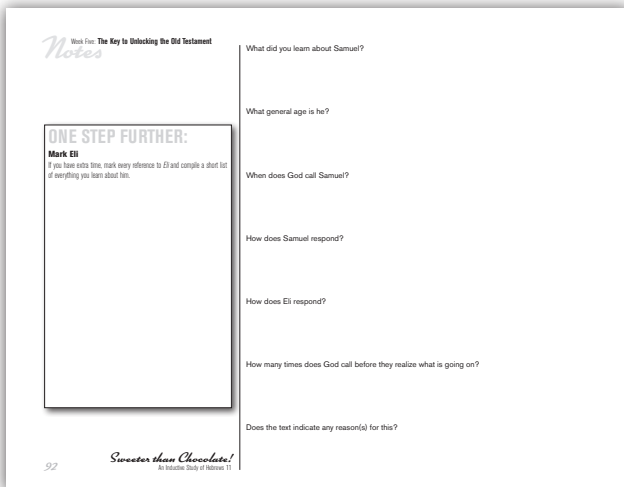 Notes
Week Five: The Key to Unlocking the Old Testament
ONE STEP FURTHER:
Mark Eli
If you have extra time, mark every reference to Eli and compile a short list
of everything you learn about him.
What did you learn about Samuel?
What general age is he?
When does God call Samuel?
How does Samuel respond?
How does Eli respond?
How many times does God call before they realize what is going on?
Does the text indicate any reason(s) for this?
92
Sweeter than Chocolate!
An Inductive Study of Hebrews 11